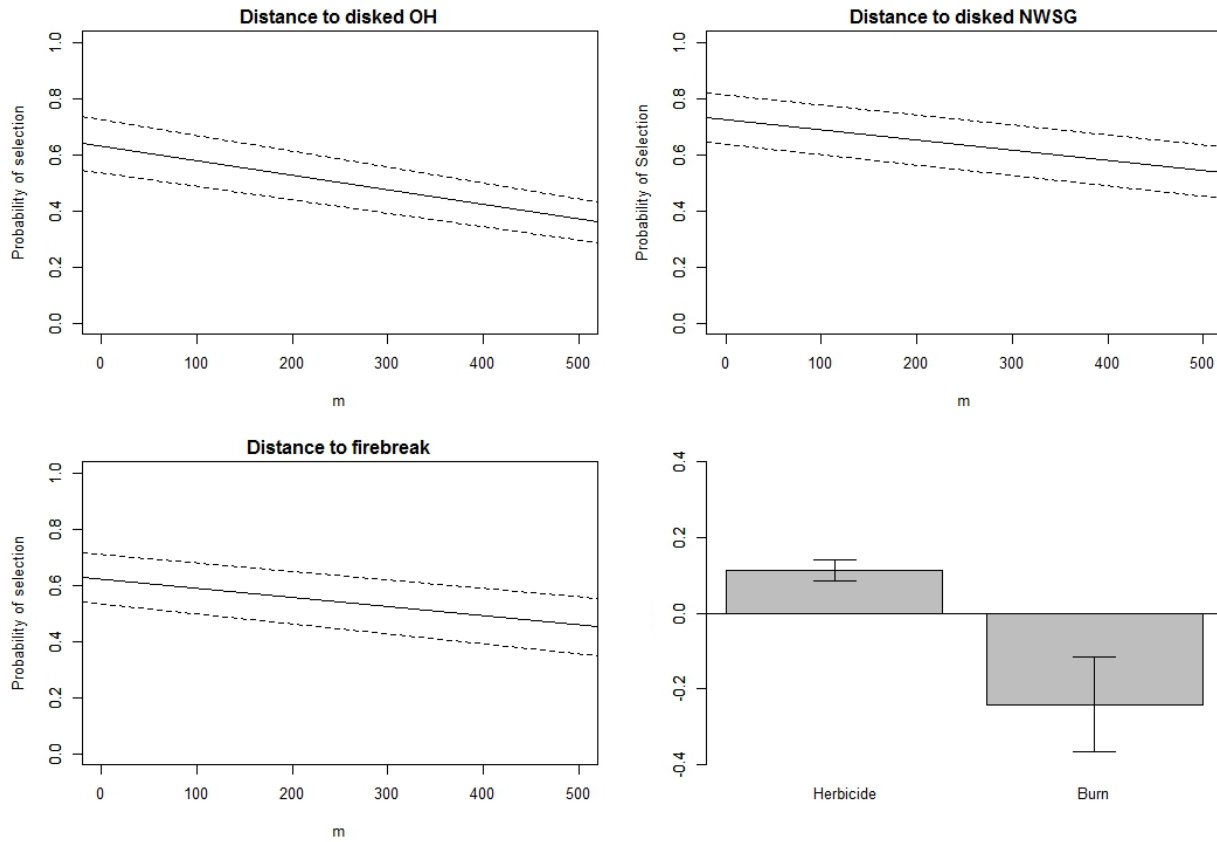 Distance to disked OH
Probability of selection
0.0 0.2 0.4 0.6 0.8 1.0
0 100 200 300 400 500
m
Distance to disked NWSG
Probability of Selection
0.0 0.2 0.4 0.6 0.8 1.0
0 100 200 300 400 500
m
Distance to firebreak
Probability of selection
0.0 0.2 0.4 0.6 0.8 1.0
0 100 200 300 400 500
m
-0.4 -0.2 0.0 0.2 0.4
Herbicide Burn